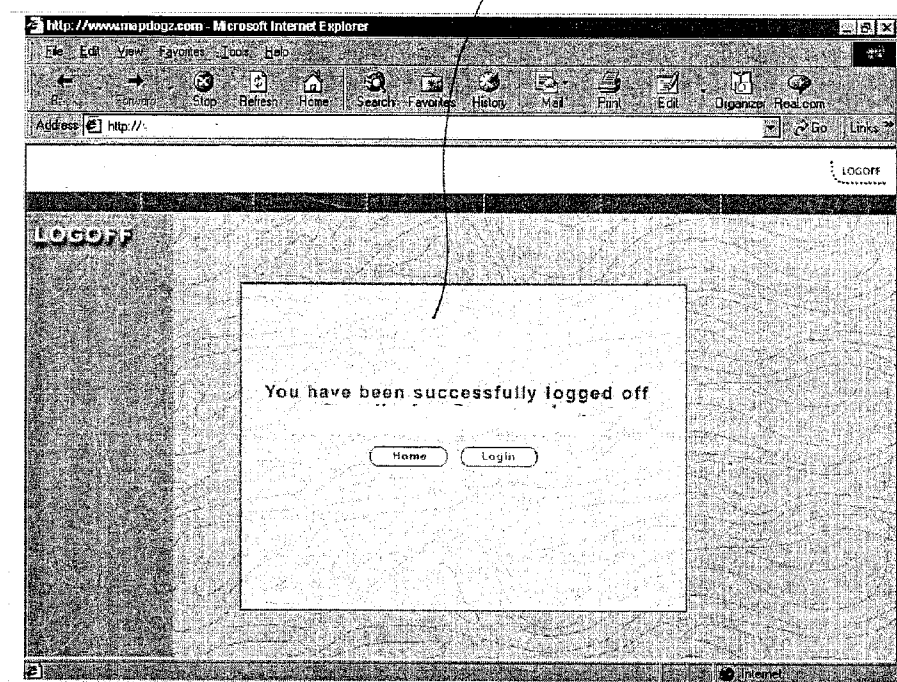 http://www.mapdogz.com - Microsoft Internet Explorer
File Edit View Favorites Tools Help
Back Forward Stop Refresh Home Search Favorites History Mail Print Edit Organizer Real.com
Address http:// Go Links »
LOGOFF
LOGOFF
You have been successfully logged off
Home Login
Internet